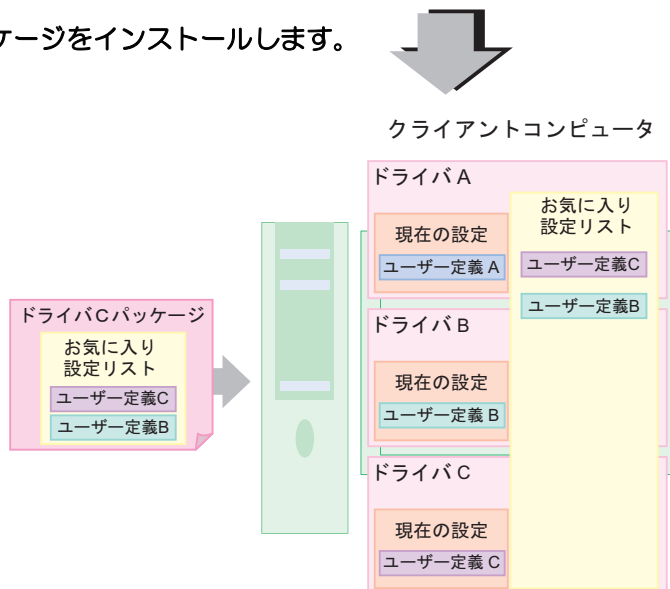 ケージをインストールします。
クライアントコンピュータ
ドライバ A
お気に入り
設定リスト
現在の設定
ユーザー定義 A
ユーザー定義C
ユーザー定義B
ドライバ B
現在の設定
ユーザー定義 B
ドライバ C
現在の設定
ユーザー定義 C
ドライバCパッケージ
お気に入り
設定リスト
ユーザー定義C
ユーザー定義B